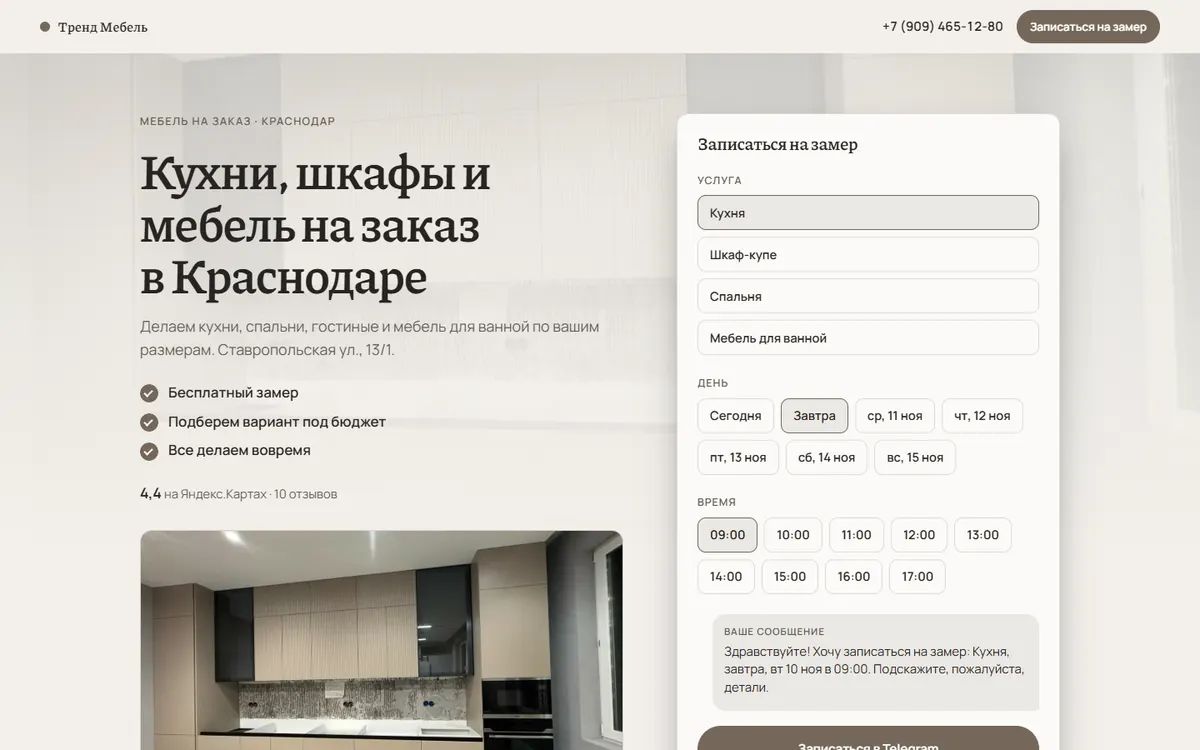 Тренд Мебель
+7 (909) 465-12-80
Записаться на замер
МЕБЕЛЬ НА ЗАКАЗ · КРАСНОДАР
Кухни, шкафы и
мебель на заказ
в Краснодаре
Делаем кухни, спальни, гостиные и мебель для ванной по вашим
размерам. Ставропольская ул., 13/1.
Бесплатный замер
Подберем вариант под бюджет
Все делаем вовремя
4,4 на Яндекс.Картах · 10 отзывов
Записаться на замер
УСЛУГА
Кухня
Шкаф-купе
Спальня
Мебель для ванной
ДЕНЬ
Сегодня
Завтра
ср, 11 ноя
чт, 12 ноя
пт, 13 ноя
сб, 14 ноя
вс, 15 ноя
ВРЕМЯ
09:00
10:00
11:00
12:00
13:00
14:00
15:00
16:00
17:00
ВАШЕ СООБЩЕНИЕ
Здравствуйте! Хочу записаться на замер: Кухня,
завтра, вт 10 ноя в 09:00. Подскажите, пожалуйста,
детали.
Записаться в Telegram